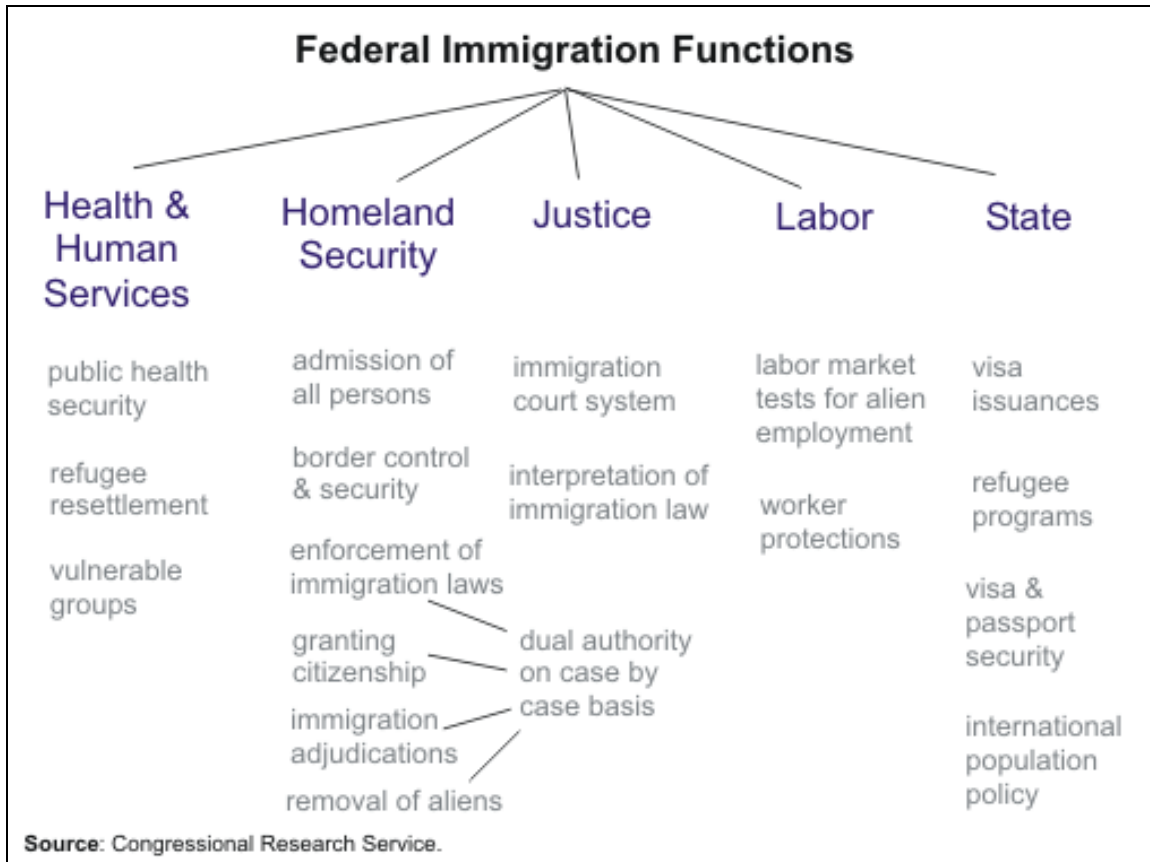 Federal Immigration Functions
Health &
Human
Services
public health
security
refugee
resettlement
vulnerable
groups
Homeland
Security
admission of
all persons
border control
& security
enforcement of
immigration laws
granting
citizenship
immigration
adjudications
removal of aliens
Justice
immigration
court system
interpretation of
immigration law
dual authority
on case by
case basis
Labor
labor market
tests for alien
employment
worker
protections
State
visa
issuances
refugee
programs
visa &
passport
security
international
population
policy
Source: Congressional Research Service.